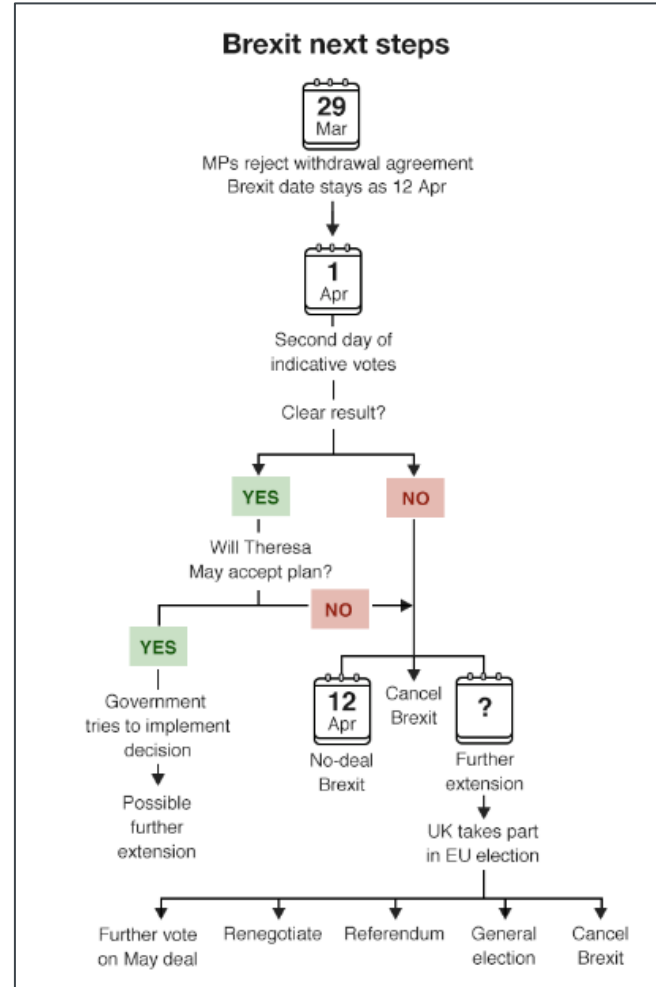 Brexit next steps
29
Mar
MPs reject withdrawal agreement
Brexit date stays as 12 Apr
1
Apr
Second day of
indicative votes
Clear result?
YES
NO
Will Theresa
May accept plan?
NO
YES
Government
tries to implement
decision
Possible
further
extension
12
Apr
No-deal
Brexit
Cancel
Brexit
?
Further
extension
UK takes part
in EU election
Further vote
on May deal
Renegotiate
Referendum
General
election
Cancel
Brexit